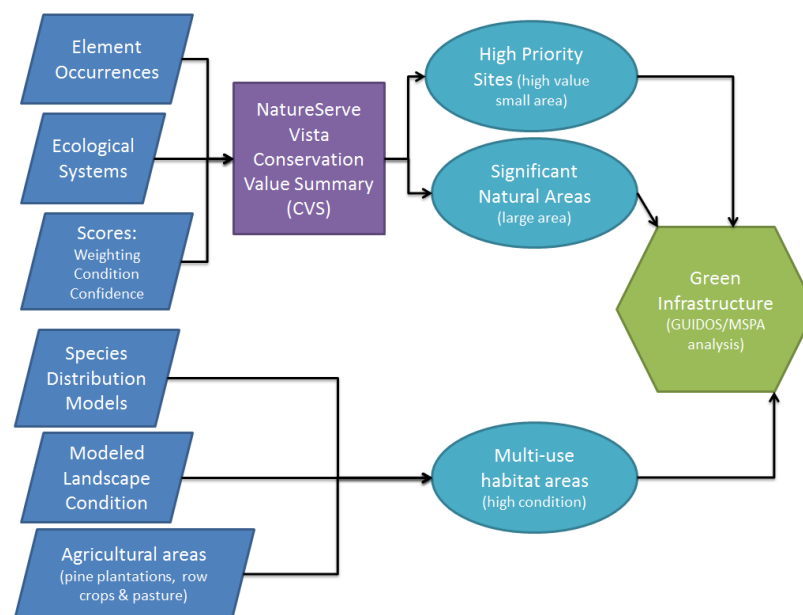 Element
Occurrences
Ecological
Systems
Scores:
Weighting
Condition
Confidence
NatureServe
Vista
Conservation
Value Summary
(CVS)
High Priority
Sites (high value
small area)
Significant
Natural Areas
(large area)
Green
Infrastructure
(GUIDOS/MSPA
analysis)
Species
Distribution
Models
Modeled
Landscape
Condition
Agricultural areas
(pine plantations, row
crops & pasture)
Multi-use
habitat areas
(high condition)